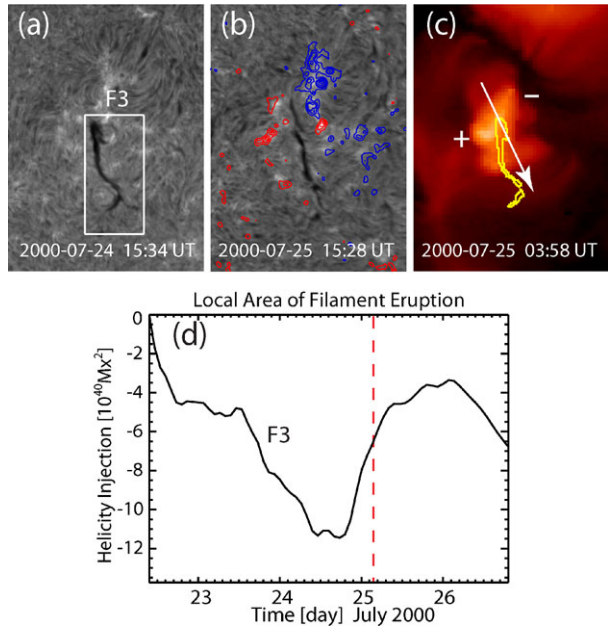 (a)
F3
2000-07-24 15:34 UT
(b)
2000-07-25 15:28 UT
(c)
−
+
2000-07-25 03:58 UT
Local Area of Filament Eruption
(d)
0
-2
-4
-6
-8
-10
-12
Helicity Injection [10⁴⁰Mx²]
F3
23 24 25 26
Time [day] July 2000